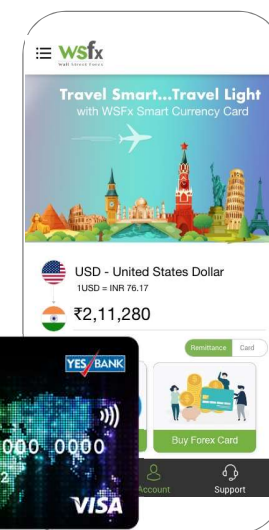 wsfx
Wall Street Forex
Travel Smart...Travel Light
with WSFx Smart Currency Card
USD - United States Dollar
1USD = INR 76.17
₹2,11,280
Remittance Card
YES BANK
000 0000
2
VISA
Buy Forex Card
Account
Support